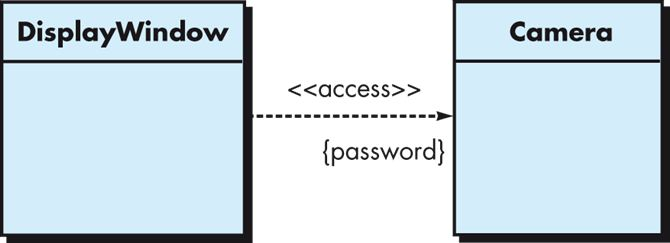 DisplayWindow
Camera
<<access>>
{password}